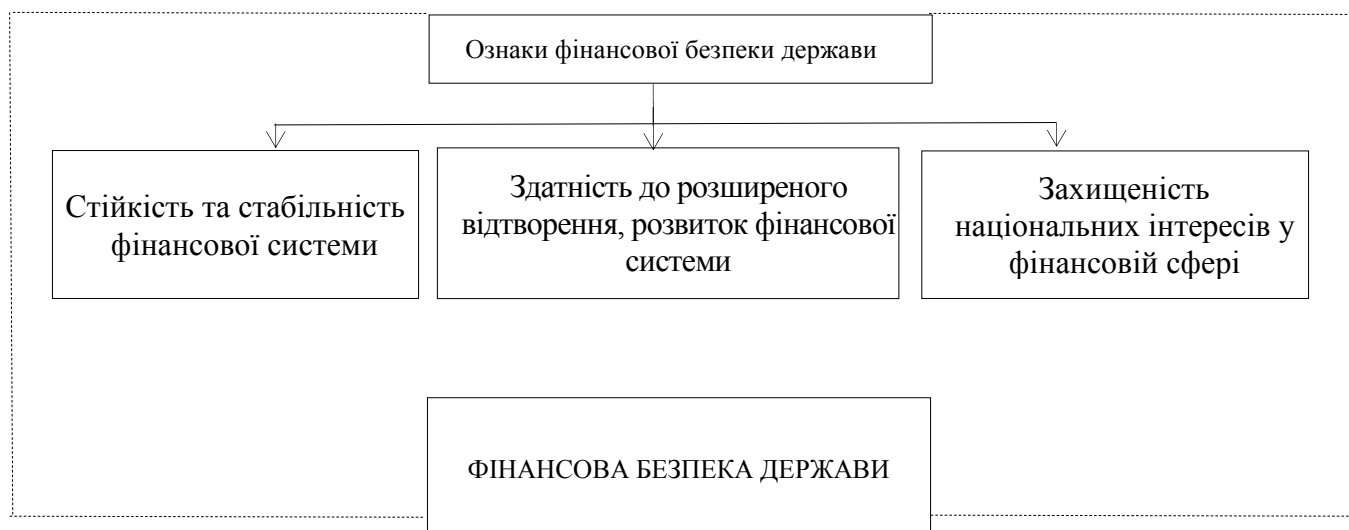 Ознаки фінансової безпеки держави
Стійкість та стабільність
фінансової системи
Здатність до розширеного
відтворення, розвиток фінансової
системи
Захищеність
національних інтересів у
фінансовій сфері
ФІНАНСОВА БЕЗПЕКА ДЕРЖАВИ